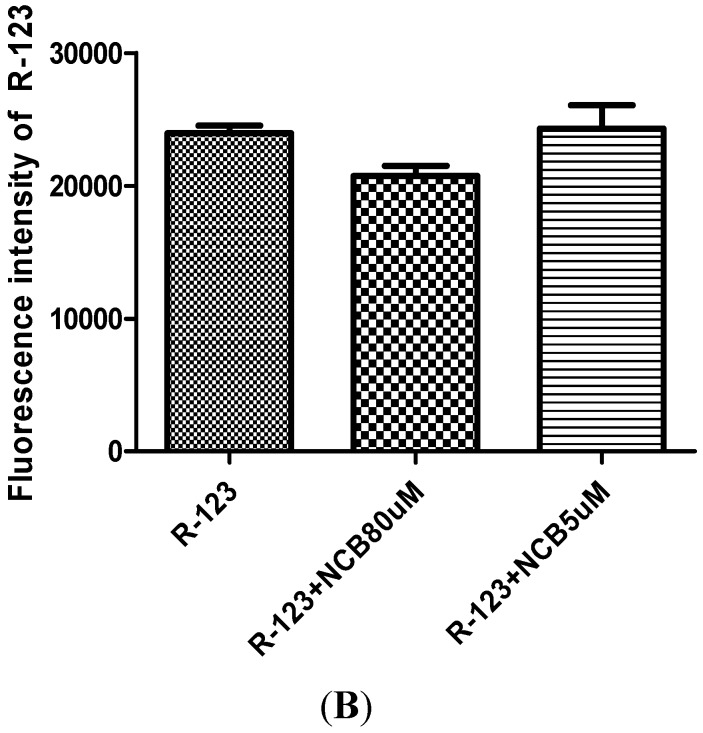 Fluorescence intensity of R-123
30000
20000
10000
0
R-123
R-123+NCB80uM
R-123+NCB5uM
(B)